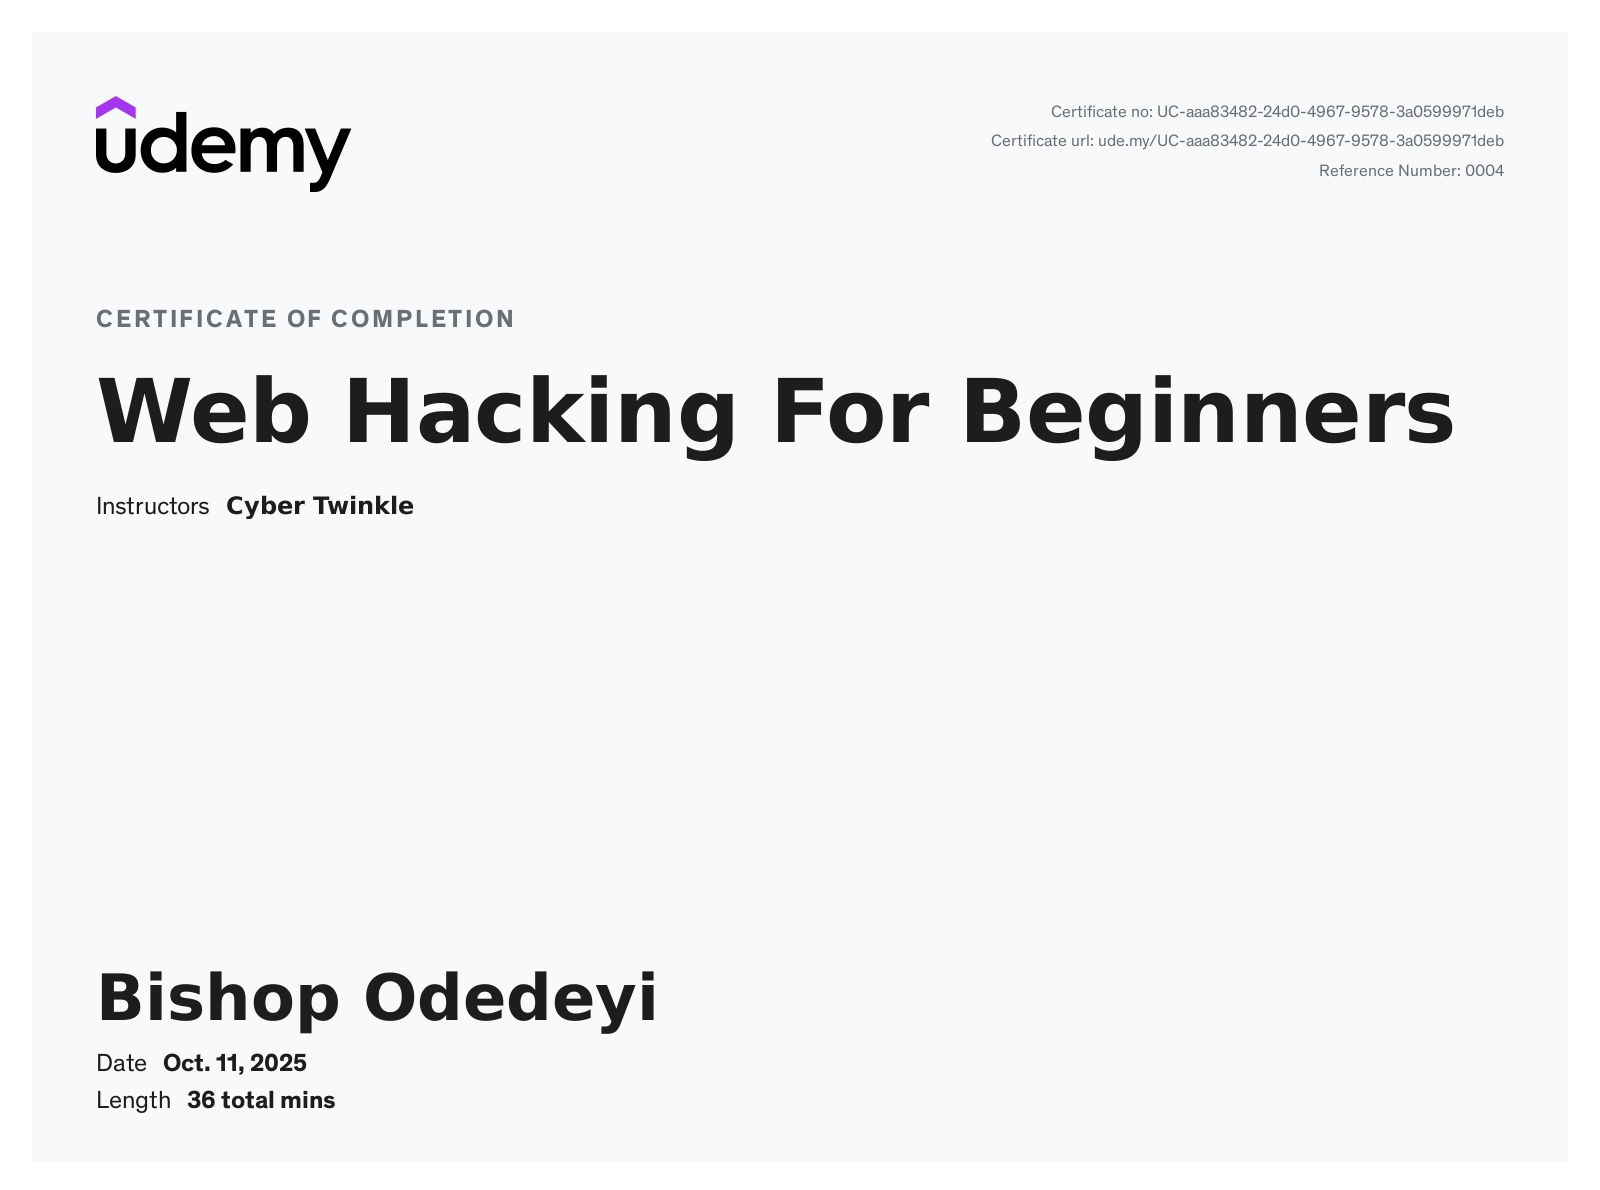 udemy
Certificate no: UC-aaa83482-24d0-4967-9578-3a0599971deb
Certificate url: ude.my/UC-aaa83482-24d0-4967-9578-3a0599971deb
Reference Number: 0004
CERTIFICATE OF COMPLETION
Web Hacking For Beginners
Instructors Cyber Twinkle
Bishop Odedeyi
Date Oct. 11, 2025
Length 36 total mins